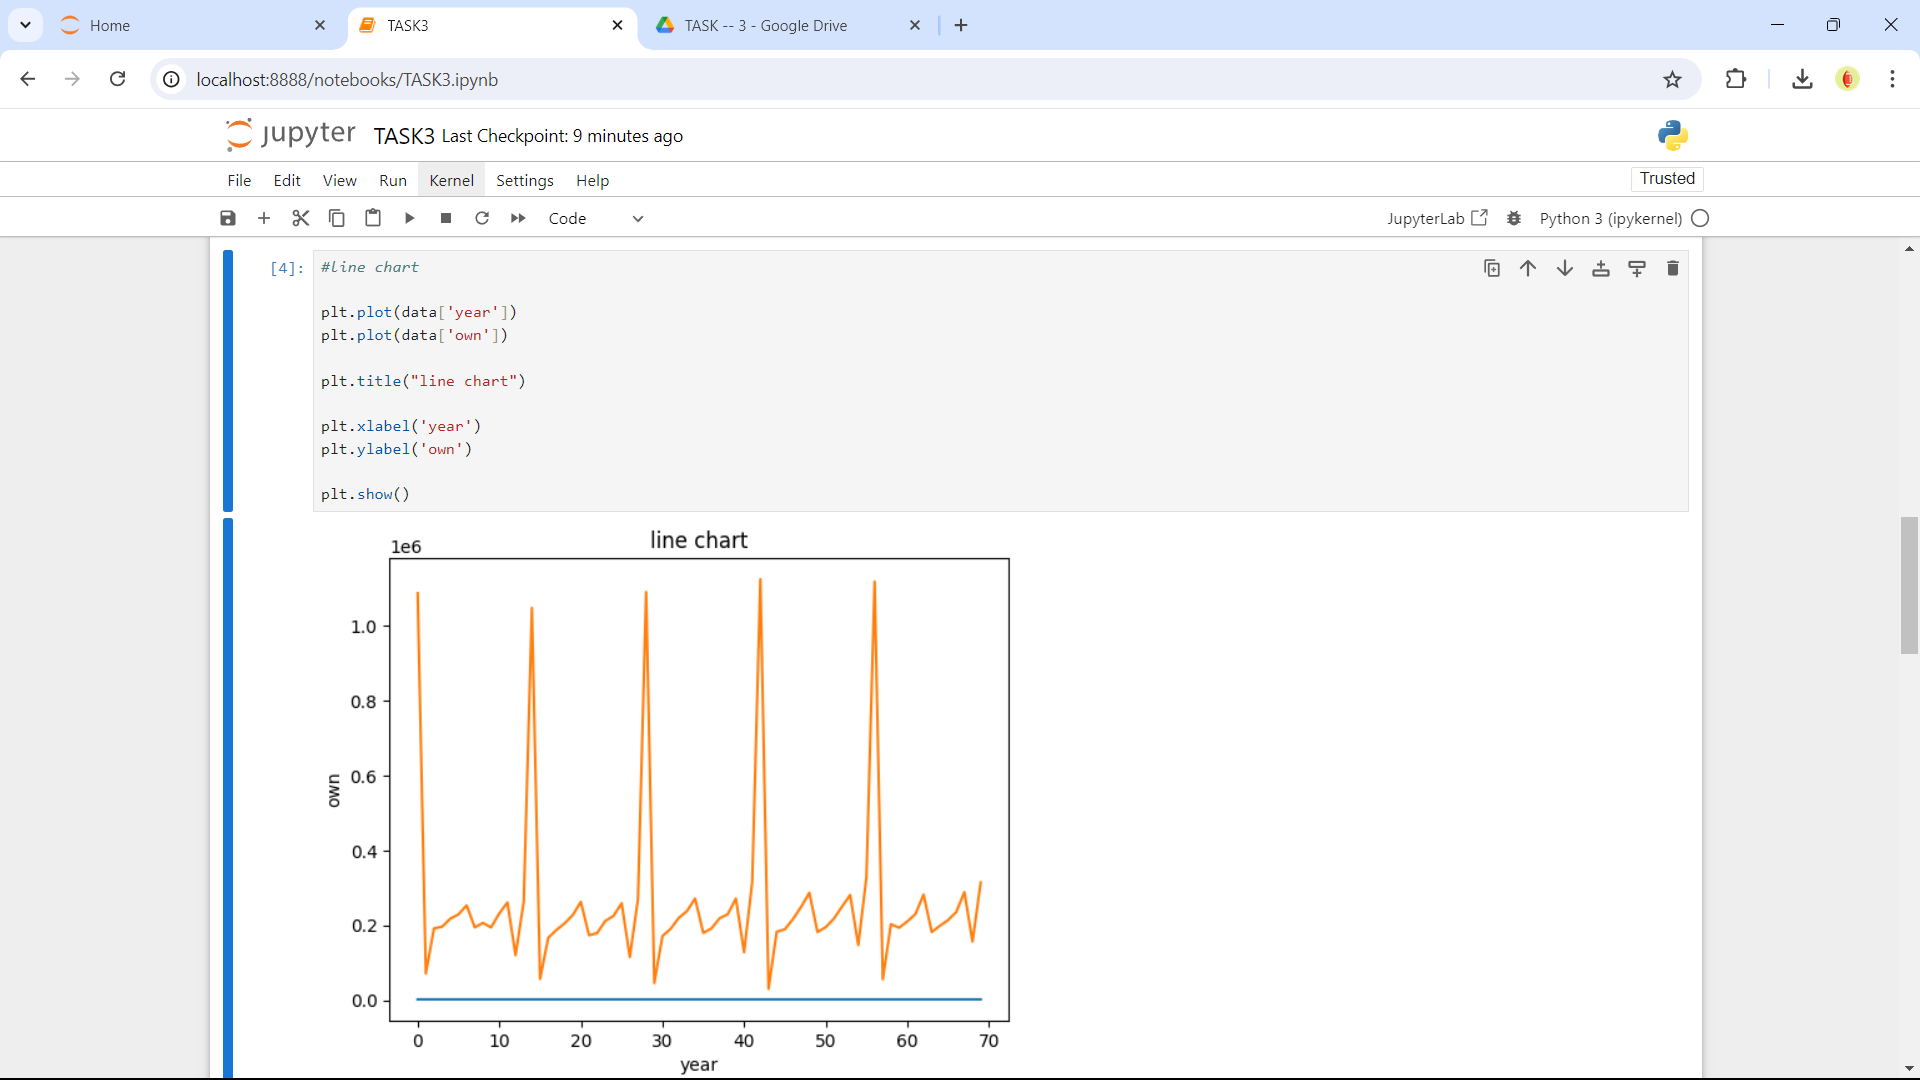 Home
TASK3
TASK -- 3 - Google Drive
localhost:8888/notebooks/TASK3.ipynb
jupyter TASK3 Last Checkpoint: 9 minutes ago
File Edit View Run Kernel Settings Help
Trusted
Code
JupyterLab
Python 3 (ipykernel)
[4]: #line chart
plt.plot(data['year'])
plt.plot(data['own'])
plt.title("line chart")
plt.xlabel('year')
plt.ylabel('own')
plt.show()
line chart
1e6
1.0
0.8
0.6
0.4
0.2
0.0
own
0 10 20 30 40 50 60 70
year